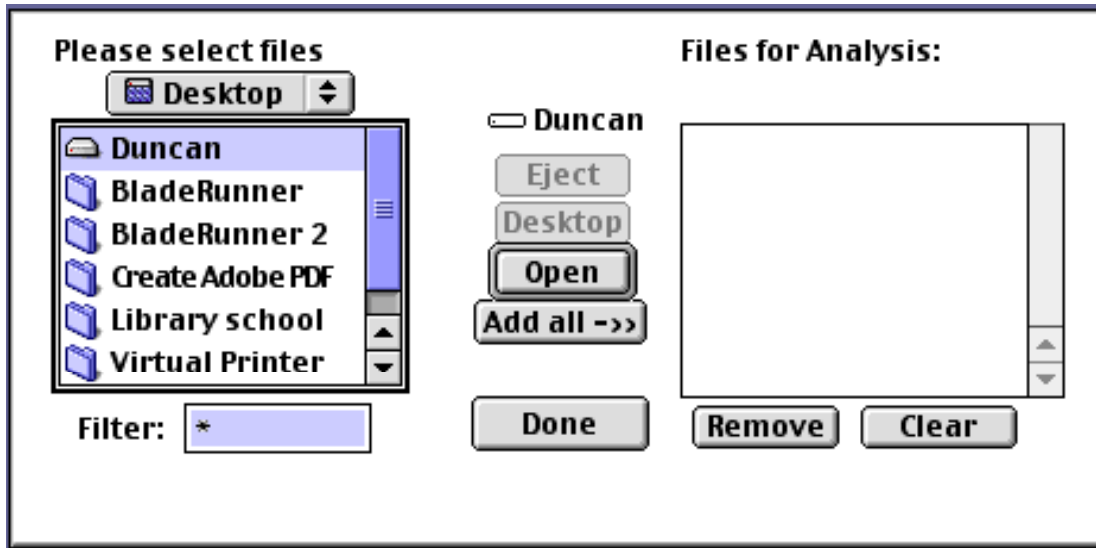 Please select files
Desktop
Duncan
BladeRunner
BladeRunner 2
Create Adobe PDF
Library school
Virtual Printer
Filter: *
Duncan
Eject
Desktop
Open
Add all ->>
Done
Files for Analysis:
Remove Clear